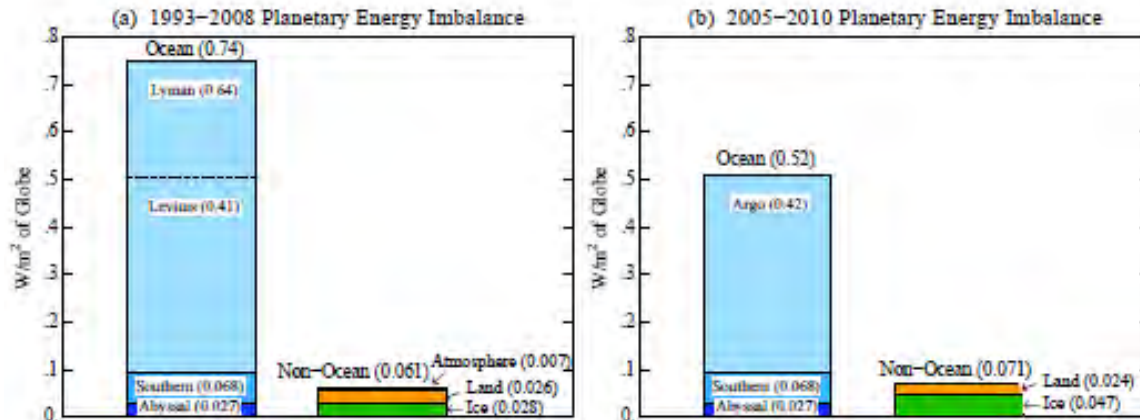 (a) 1993−2008 Planetary Energy Imbalance
.8
.7
.6
.5
.4
.3
.2
.1
0
W/m² of Globe
Ocean (0.74)
Lyman (0.64)
Levitus (0.41)
Southern (0.068)
Abyssal (0.027)
Non−Ocean (0.061)
Atmosphere (0.007)
Land (0.026)
Ice (0.028)
(b) 2005−2010 Planetary Energy Imbalance
.8
.7
.6
.5
.4
.3
.2
.1
0
W/m² of Globe
Ocean (0.52)
Argo (0.42)
Southern (0.068)
Abyssal (0.027)
Non−Ocean (0.071)
Land (0.024)
Ice (0.047)